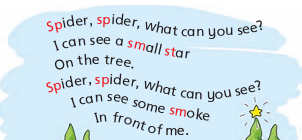 Spider, spider, what can you see?
I can see a small star
On the tree.
Spider, spider, what can you see?
I can see some smoke
In front of me.